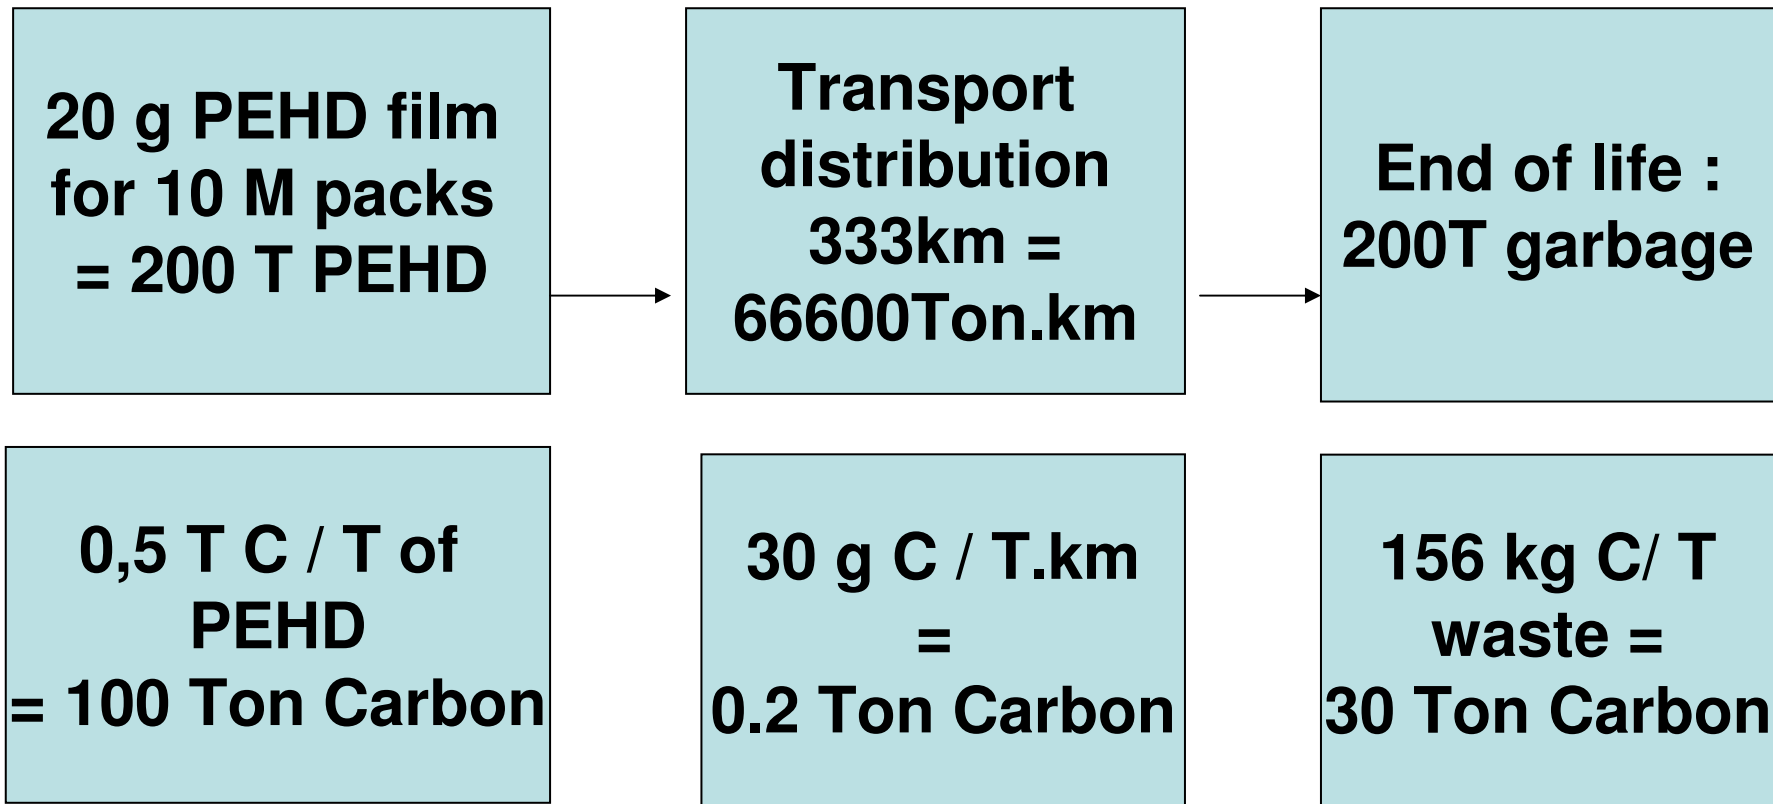 20 g PEHD film
for 10 M packs
= 200 T PEHD
Transport
distribution
333km =
66600Ton.km
End of life :
200T garbage
0,5 T C / T of
PEHD
= 100 Ton Carbon
30 g C / T.km
=
0.2 Ton Carbon
156 kg C/ T
waste =
30 Ton Carbon